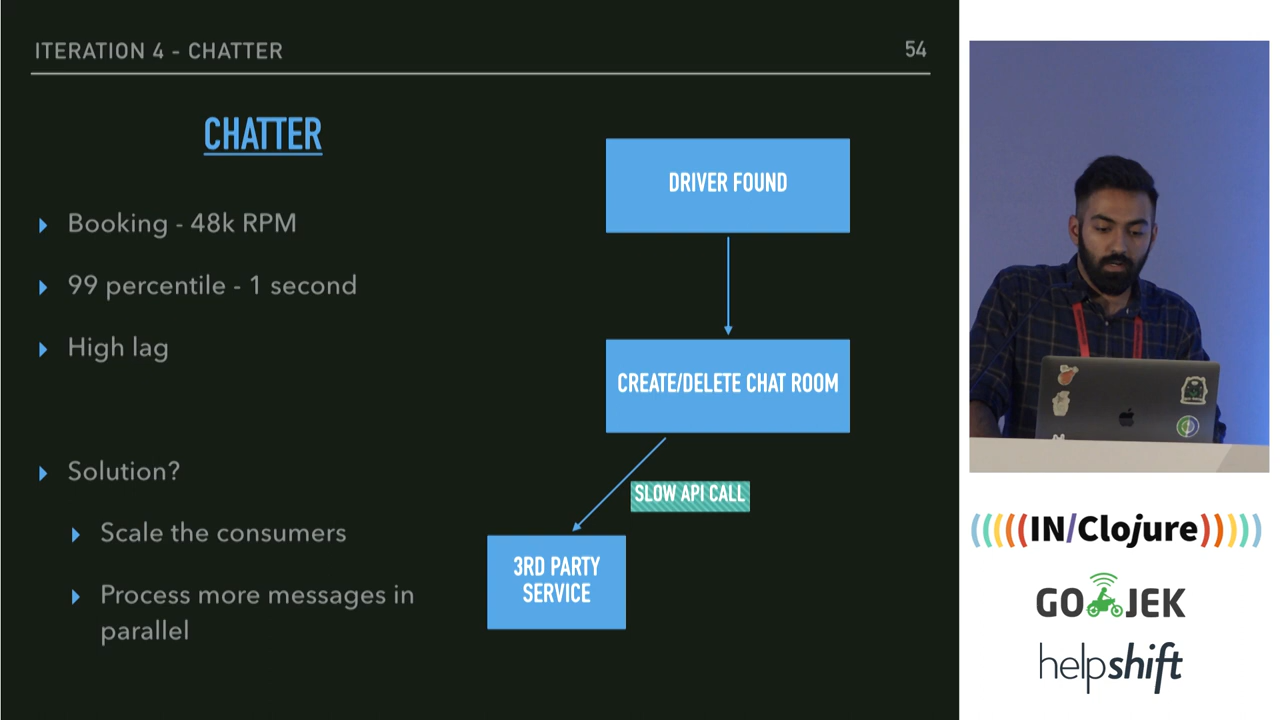 ITERATION 4 - CHATTER
54
CHATTER
Booking - 48k RPM
99 percentile - 1 second
High lag
Solution?
Scale the consumers
Process more messages in
parallel
DRIVER FOUND
CREATE/DELETE CHAT ROOM
SLOW API CALL
3RD PARTY
SERVICE
(((((IN/Clojure)))))
GOJEK
helpshift